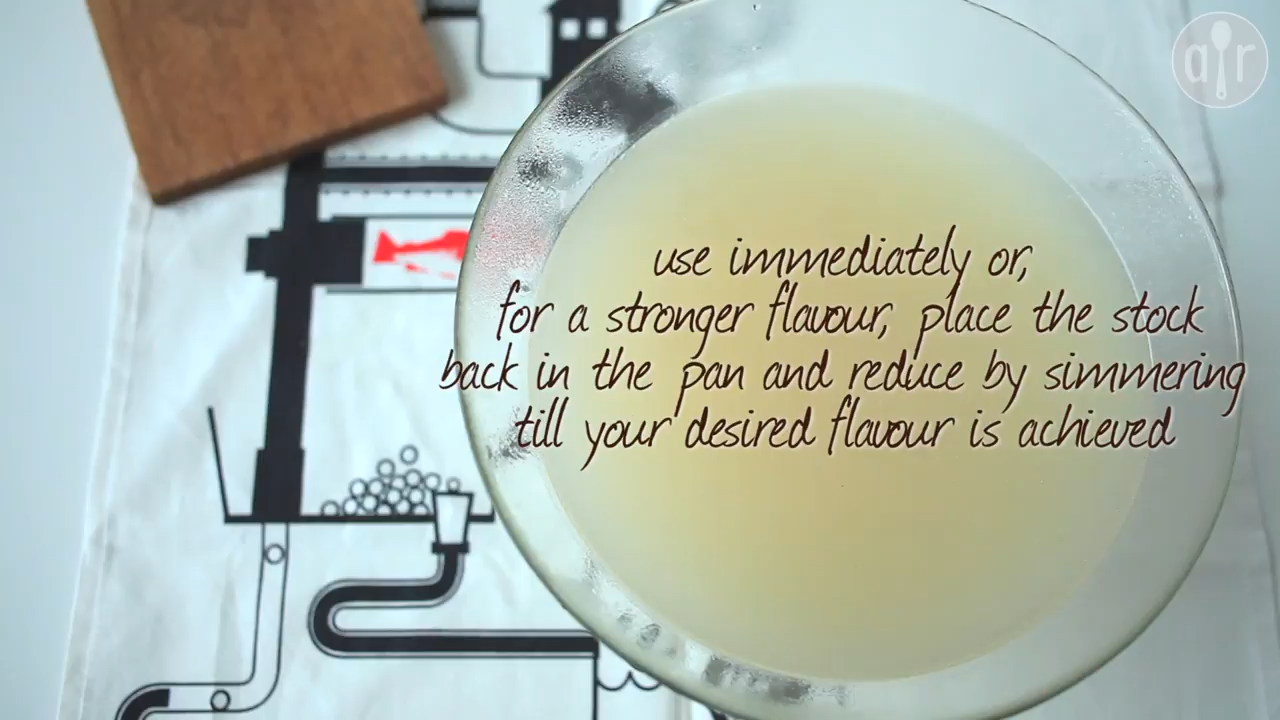 air
use immediately or,
for a stronger flavour, place the stock
back in the pan and reduce by simmering
till your desired flavour is achieved